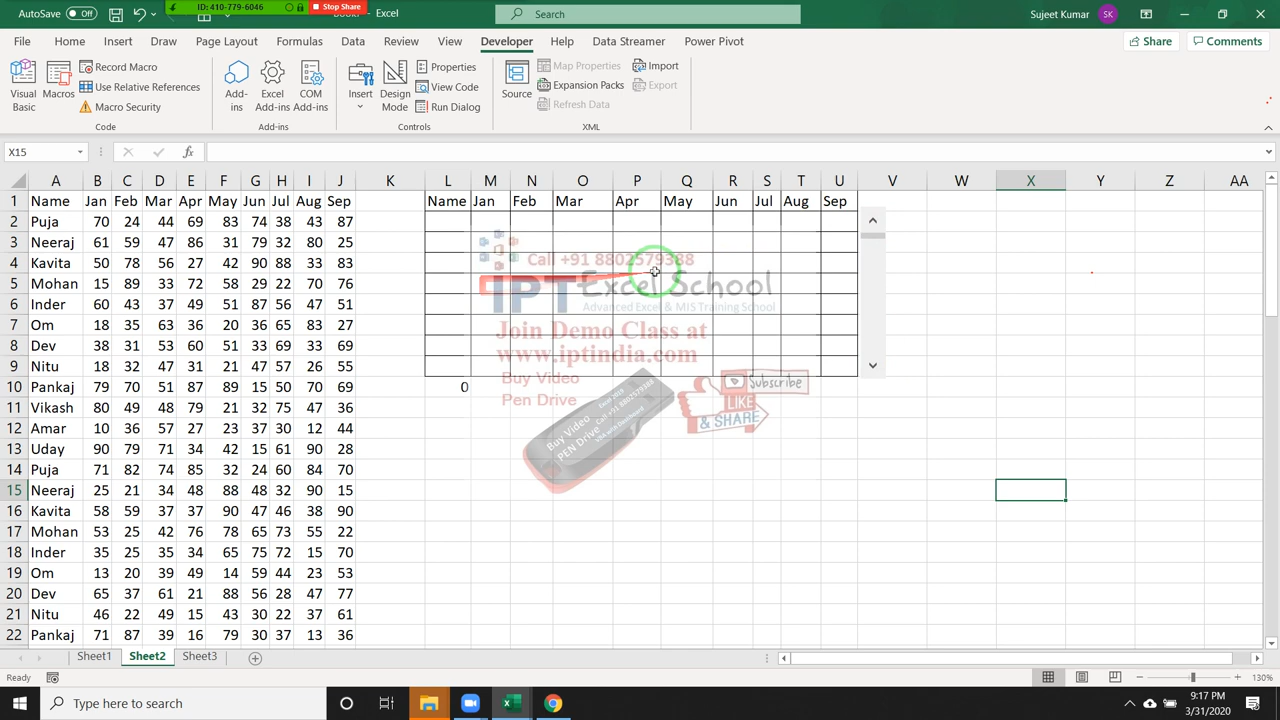 AutoSave Off ID: 410-779-6046 Stop Share Excel Search Sujeet Kumar SK
File Home Insert Draw Page Layout Formulas Data Review View Developer Help Data Streamer Power Pivot Share Comments
Visual Basic Macros Record Macro Use Relative References Macro Security Code
Add-ins Excel Add-ins COM Add-ins Add-ins
Insert Design Mode Properties View Code Run Dialog Controls
Source Map Properties Expansion Packs Refresh Data Import Export XML
X15 fx
A B C D E F G H I J K L M N O P Q R S T U V W X Y Z AA
1 Name Jan Feb Mar Apr May Jun Jul Aug Sep Name Jan Feb Mar Apr May Jun Jul Aug Sep
2 Puja 70 24 44 69 83 74 38 43 87
3 Neeraj 61 59 47 86 31 79 32 80 25
4 Kavita 50 78 56 27 42 90 88 33 83
5 Mohan 15 89 33 72 58 29 22 70 76
6 Inder 60 43 37 49 51 87 56 47 51
7 Om 18 35 63 36 20 36 65 83 27
8 Dev 38 31 53 60 51 33 69 33 69
9 Nitu 18 32 47 31 21 47 57 26 55
10 Pankaj 79 70 51 87 89 15 50 70 69 0
11 Vikash 80 49 48 79 21 32 75 47 36
12 Amar 10 36 57 27 23 37 30 12 44
13 Uday 90 79 71 34 42 15 61 90 28
14 Puja 71 82 74 85 32 24 60 84 70
15 Neeraj 25 21 34 48 88 48 32 90 15
16 Kavita 58 59 37 37 90 47 46 38 90
17 Mohan 53 25 42 76 78 65 73 55 22
18 Inder 35 25 35 34 65 75 72 15 70
19 Om 13 20 39 49 14 59 44 23 53
20 Dev 65 37 61 21 88 56 28 47 77
21 Nitu 46 22 49 15 43 30 22 37 61
22 Pankaj 71 87 39 16 79 30 37 13 36
Call +91 8802579388
IPT Excel School
Advanced Excel & MIS Training School
Join Demo Class at
www.iptindia.com
Buy Video
Pen Drive
Buy Video
PEN Drive
Excel 2019
Call +91 8802579388
VBA with Dashboard
Subscribe
LIKE
& SHARE
Sheet1 Sheet2 Sheet3
Ready 130%
Type here to search 9:17 PM
3/31/2020